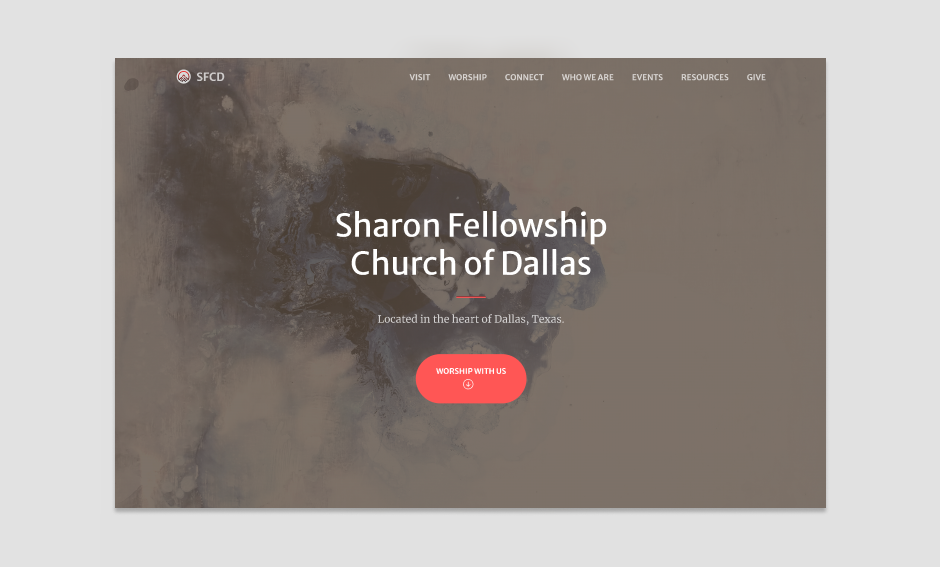 SFCD
VISIT WORSHIP CONNECT WHO WE ARE EVENTS RESOURCES GIVE
Sharon Fellowship
Church of Dallas
Located in the heart of Dallas, Texas.
WORSHIP WITH US